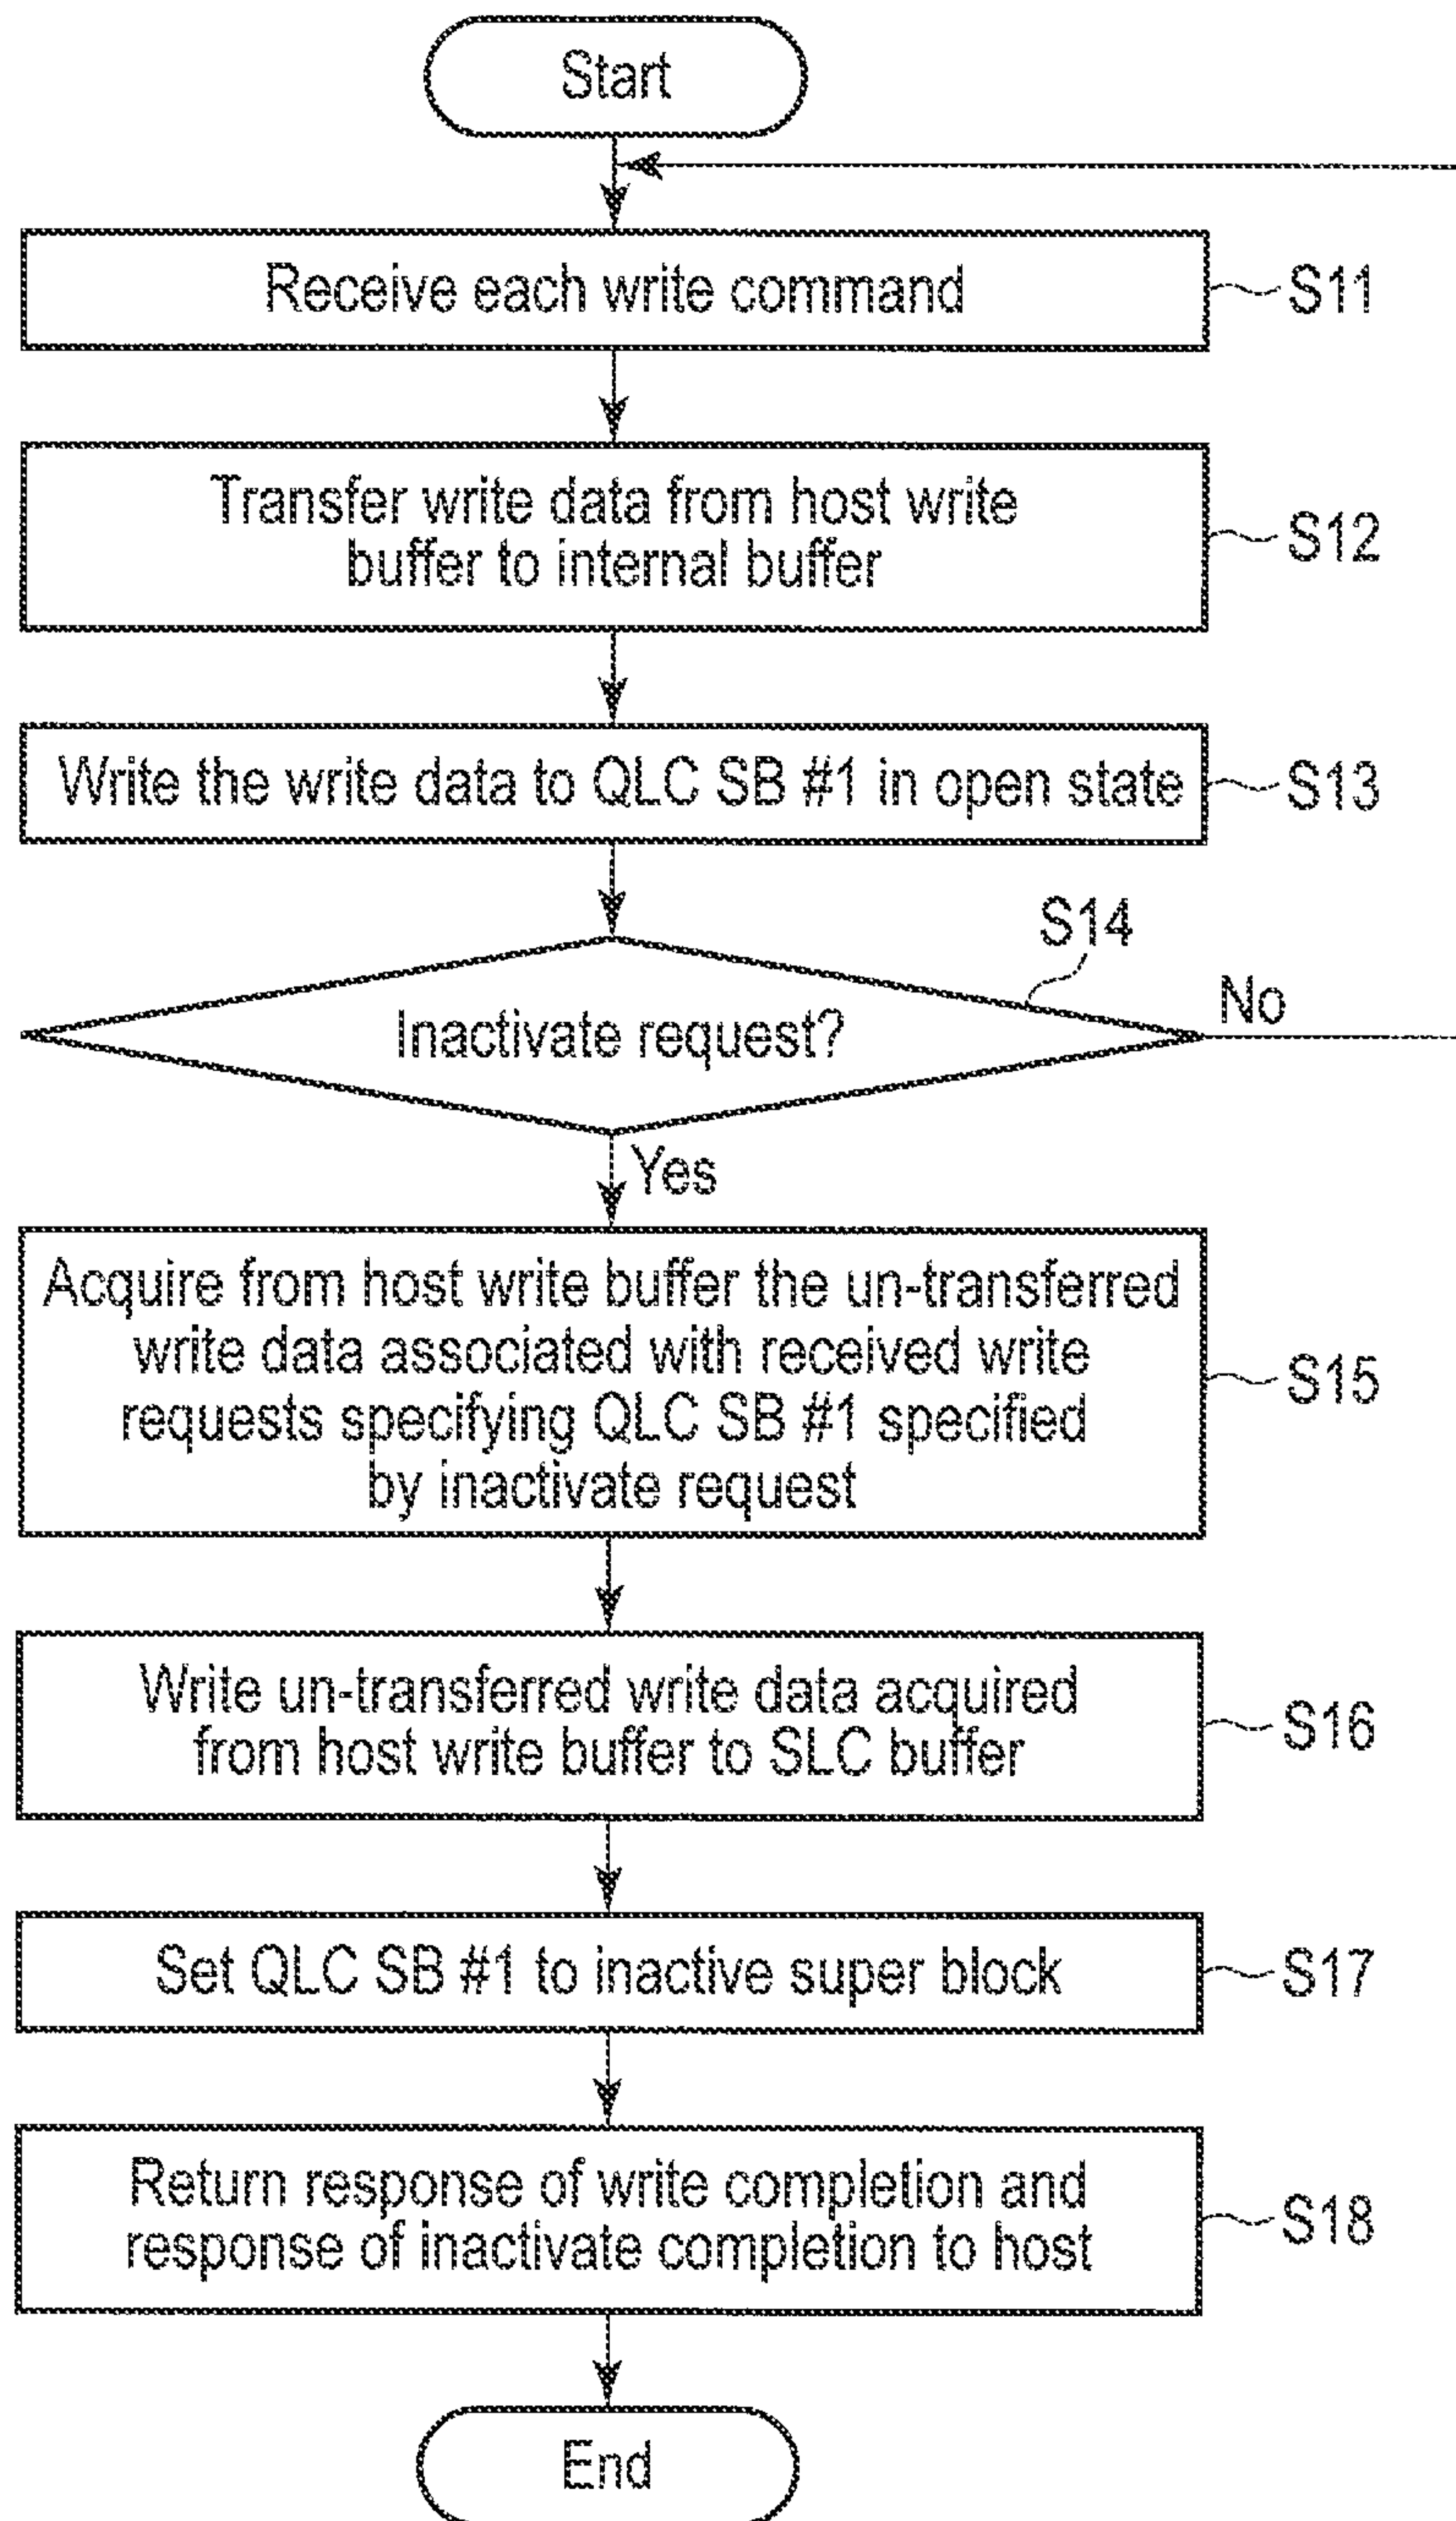 Start
Receive each write command
S11
Transfer write data from host write
buffer to internal buffer
S12
Write the write data to QLC SB #1 in open state
S13
S14
Inactivate request?
No
Yes
Acquire from host write buffer the un-transferred
write data associated with received write
requests specifying QLC SB #1 specified
by inactivate request
S15
Write un-transferred write data acquired
from host write buffer to SLC buffer
S16
Set QLC SB #1 to inactive super block
S17
Return response of write completion and
response of inactivate completion to host
S18
End